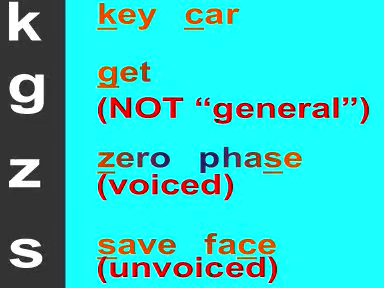 k key car
g get
(NOT “general”)
z zero phase
(voiced)
s save face
(unvoiced)